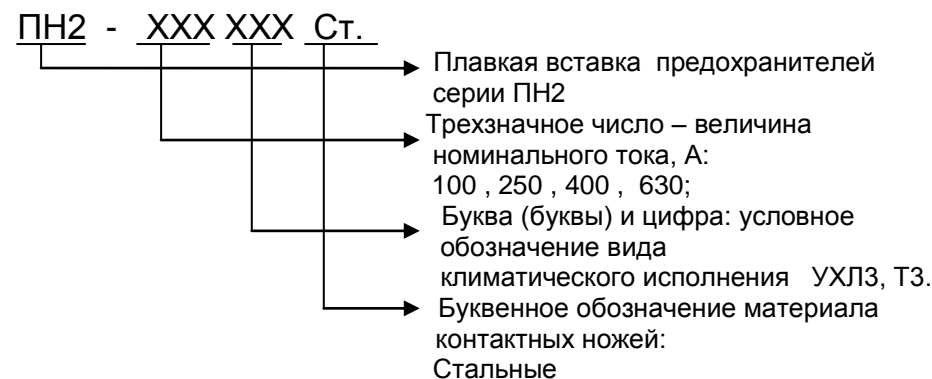 ПН2 - ХХХ ХХХ Ст.
Плавкая вставка предохранителей
серии ПН2
Трехзначное число – величина
номинального тока, А:
100 , 250 , 400 , 630;
Буква (буквы) и цифра: условное
обозначение вида
климатического исполнения УХЛ3, Т3.
Буквенное обозначение материала
контактных ножей:
Стальные